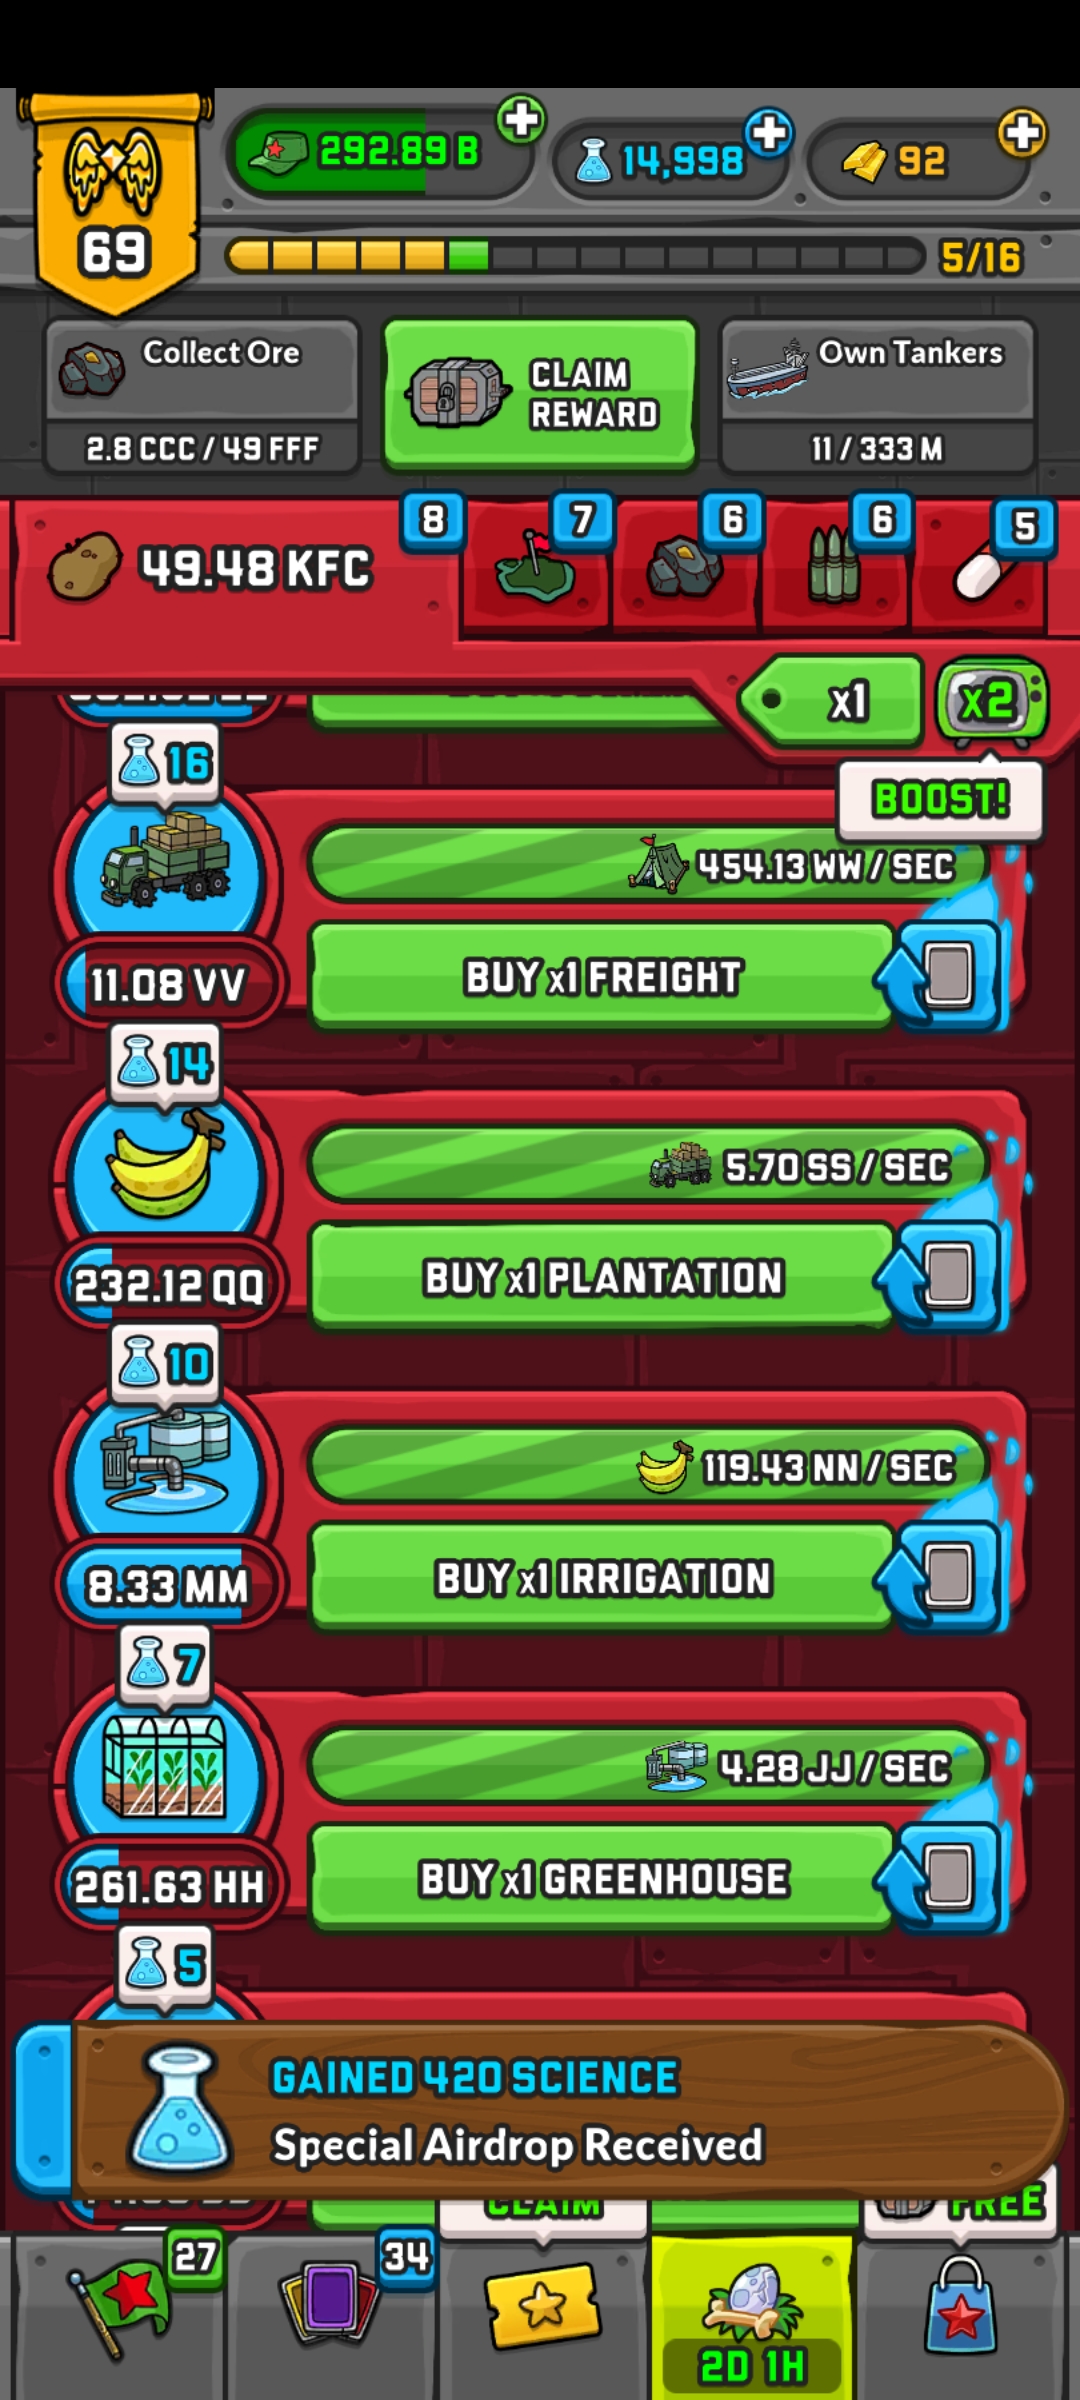 292.89 B
14,998
92
69
5/16
Collect Ore
2.8 CCC / 49 FFF
CLAIM
REWARD
Own Tankers
11 / 333 M
49.48 KFC
8
7
6
6
5
x1
x2
BOOST!
16
454.13 WW / SEC
11.08 VV
BUY x1 FREIGHT
14
5.70 SS / SEC
232.12 QQ
BUY x1 PLANTATION
10
119.43 NN / SEC
8.33 MM
BUY x1 IRRIGATION
7
4.28 JJ / SEC
261.63 HH
BUY x1 GREENHOUSE
5
GAINED 420 SCIENCE
Special Airdrop Received
CLAIM
FREE
27
34
2D 1H